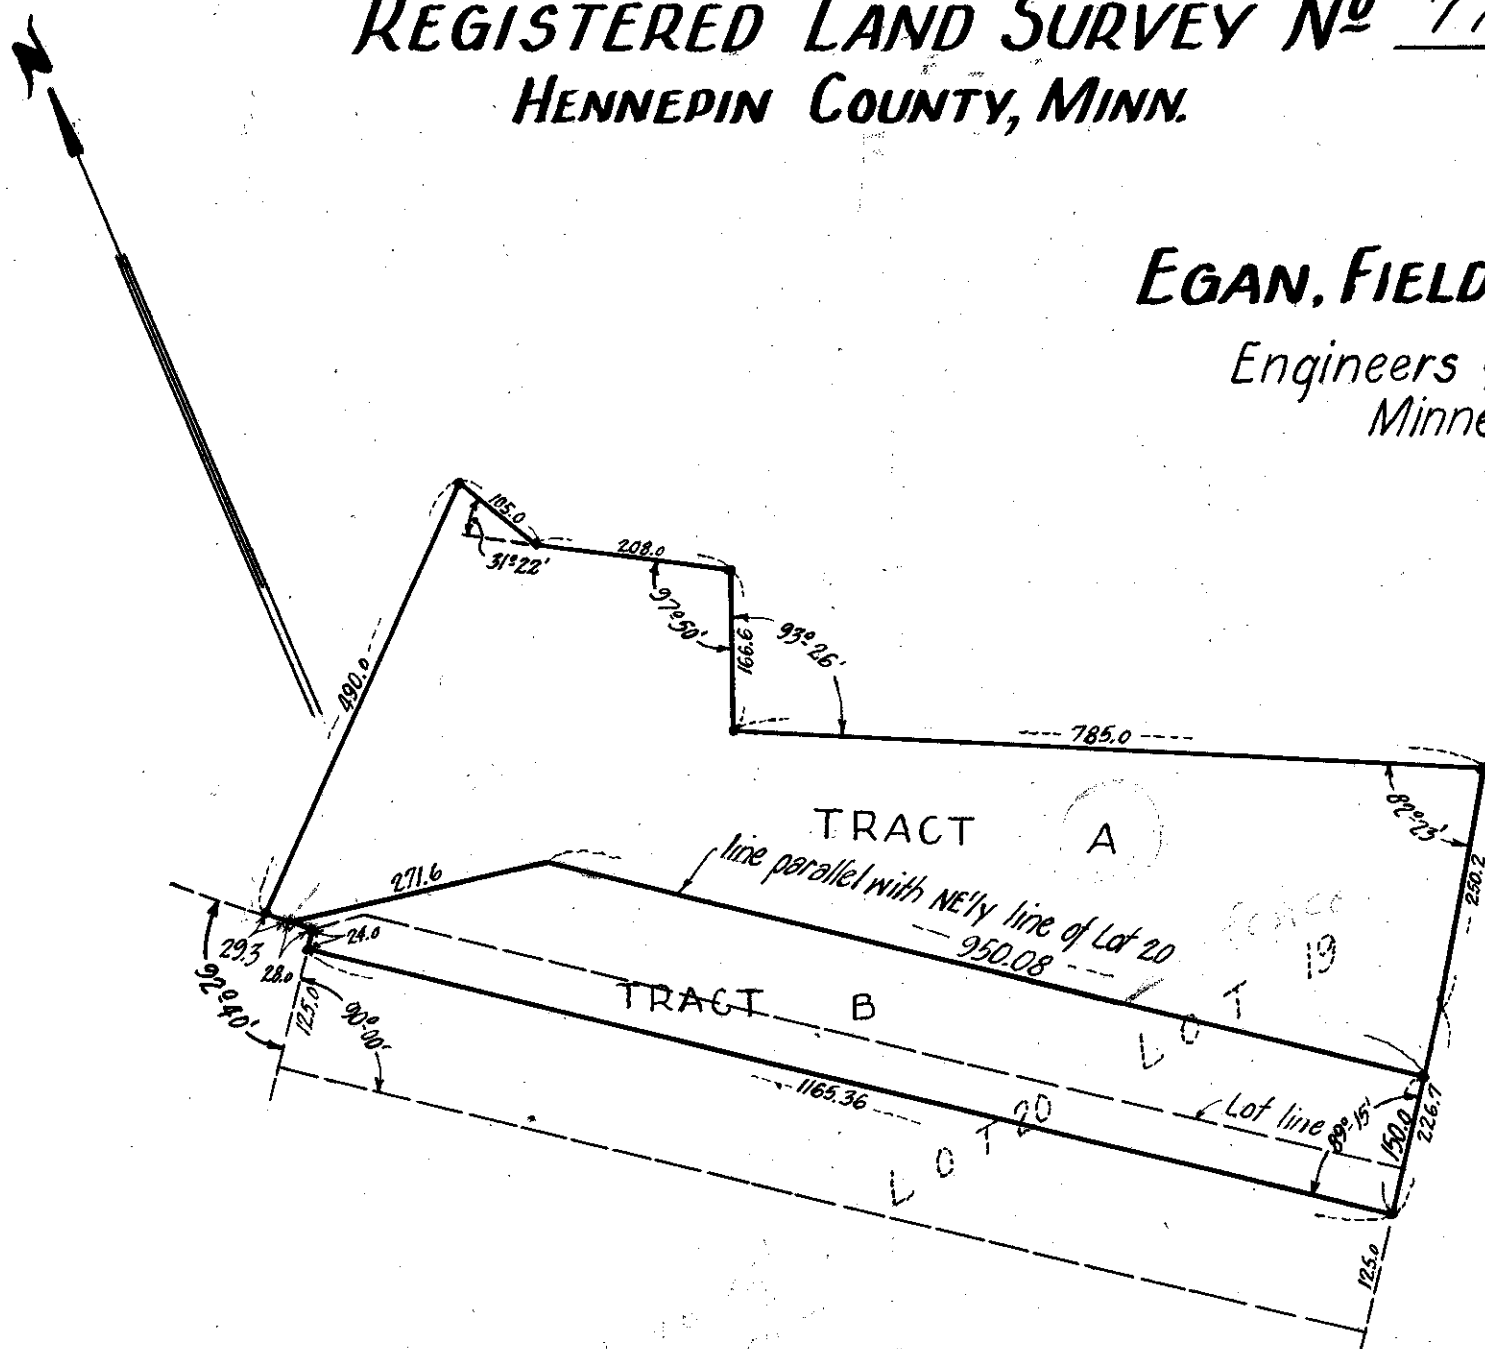 REGISTERED LAND SURVEY Nº
HENNEPIN COUNTY, MINN.
N
EGAN, FIELD
Engineers
Minne
105.0
31°22'
208.0
97°50'
166.6
93°26'
490.0
785.0
82°23'
250.2
TRACT A
line parallel with NE'ly line of Lot 20
950.08
271.6
29.3
28.0
24.0
92°40'
125.0
90°00'
TRACT B
LOT 19
1165.36
LOT 20
Lot line
89°15'
150.0
226.7
125.0